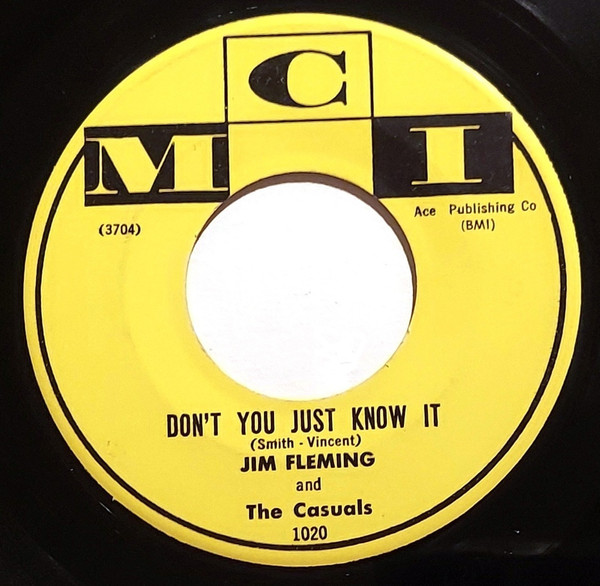 C
M I
Ace Publishing Co
(3704)
(BMI)
DON'T YOU JUST KNOW IT
(Smith - Vincent)
JIM FLEMING
and
The Casuals
1020